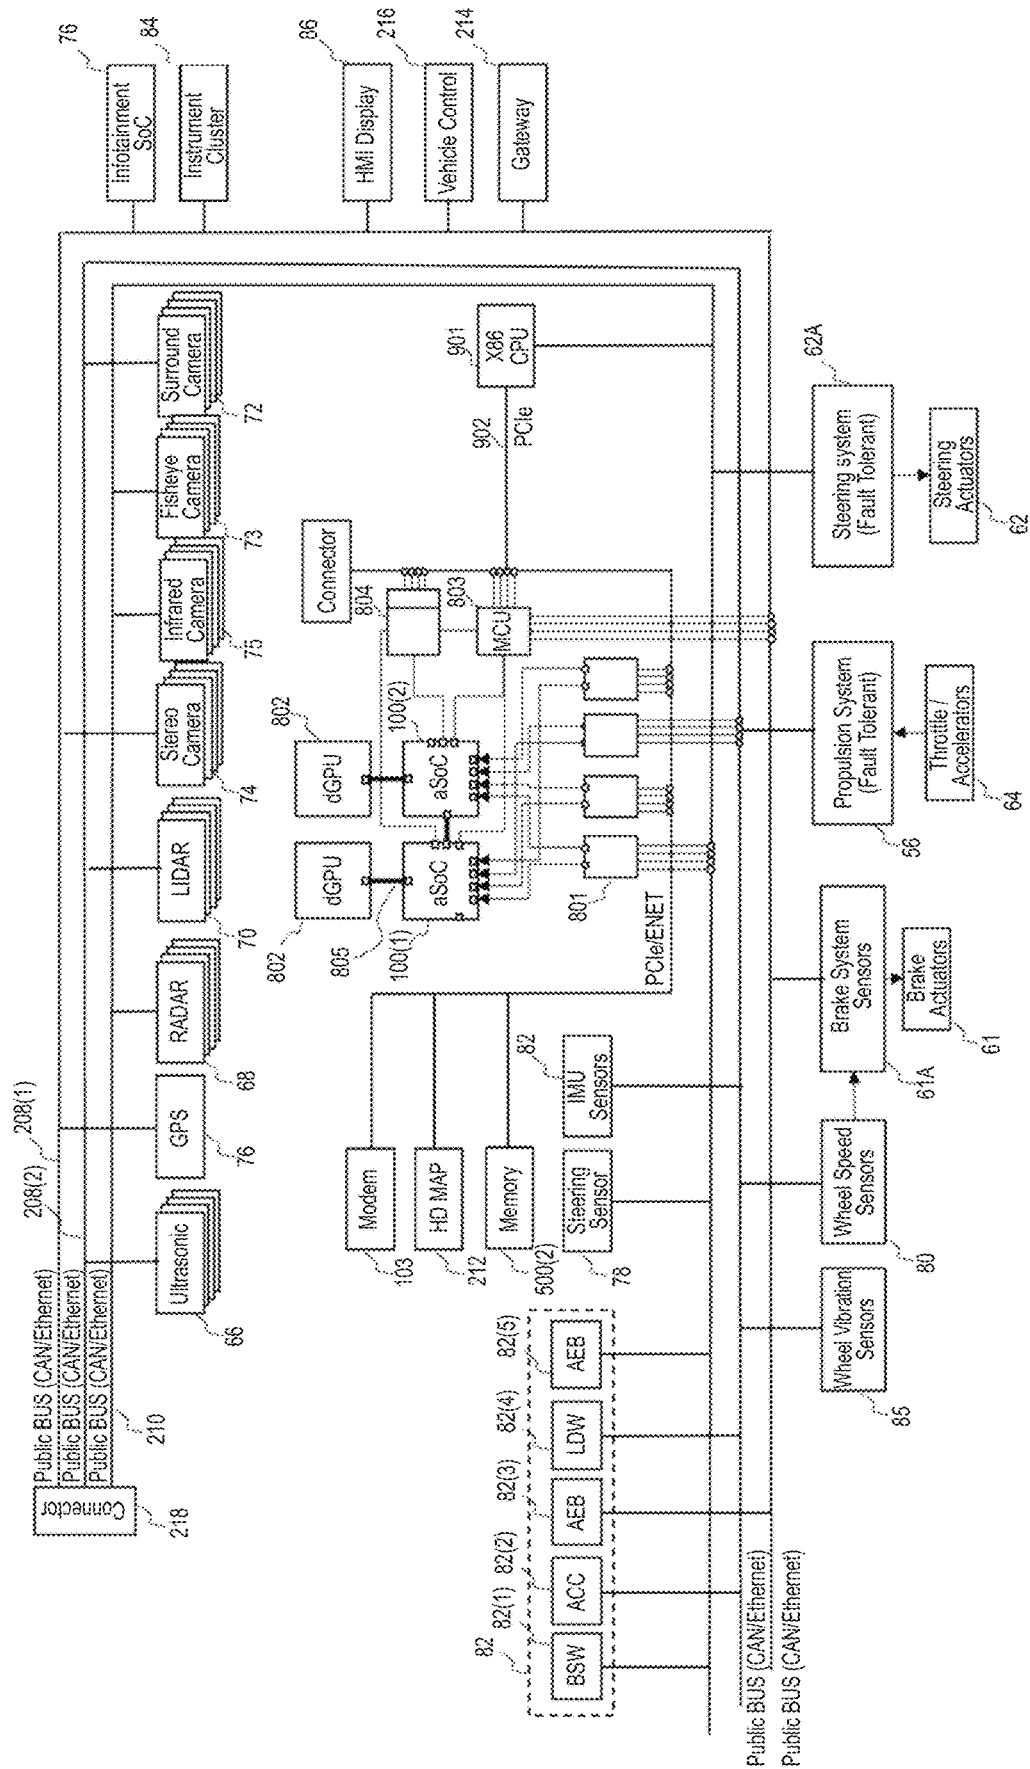 Connector
218
Public BUS (CAN/Ethernet)
Public BUS (CAN/Ethernet)
Public BUS (CAN/Ethernet)
210
208(2)
208(1)
Ultrasonic
66
GPS
76
RADAR
68
LIDAR
70
Stereo
Camera
74
Infrared
Camera
75
Fisheye
Camera
73
Surround
Camera
72
Infotainment
SoC
76
Instrument
Cluster
84
HMI Display
86
Vehicle Control
216
Gateway
214
Modem
103
HD MAP
212
Memory
500(2)
Steering
Sensor
78
IMU
Sensors
82
PCIe/ENET
dGPU
802
dGPU
802
805
aSoC
100(1)
aSoC
100(2)
801
Connector
804
MCU
803
902
PCIe
X86
CPU
901
82
BSW
82(1)
ACC
82(2)
AEB
82(3)
LDW
82(4)
AEB
82(5)
Public BUS (CAN/Ethernet)
Public BUS (CAN/Ethernet)
Wheel Vibration
Sensors
85
Wheel Speed
Sensors
80
Brake System
Sensors
61A
Brake
Actuators
61
Propulsion System
(Fault Tolerant)
56
Throttle /
Accelerators
64
Steering system
(Fault Tolerant)
62A
Steering
Actuators
62